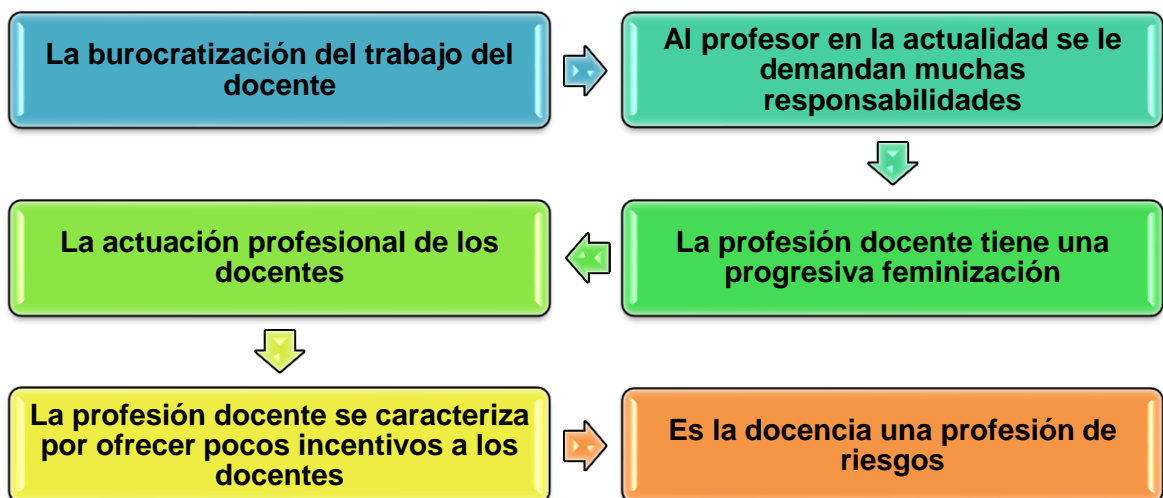 La burocratización del trabajo del
docente
Al profesor en la actualidad se le
demandan muchas
responsabilidades
La profesión docente tiene una
progresiva feminización
La actuación profesional de los
docentes
La profesión docente se caracteriza
por ofrecer pocos incentivos a los
docentes
Es la docencia una profesión de
riesgos